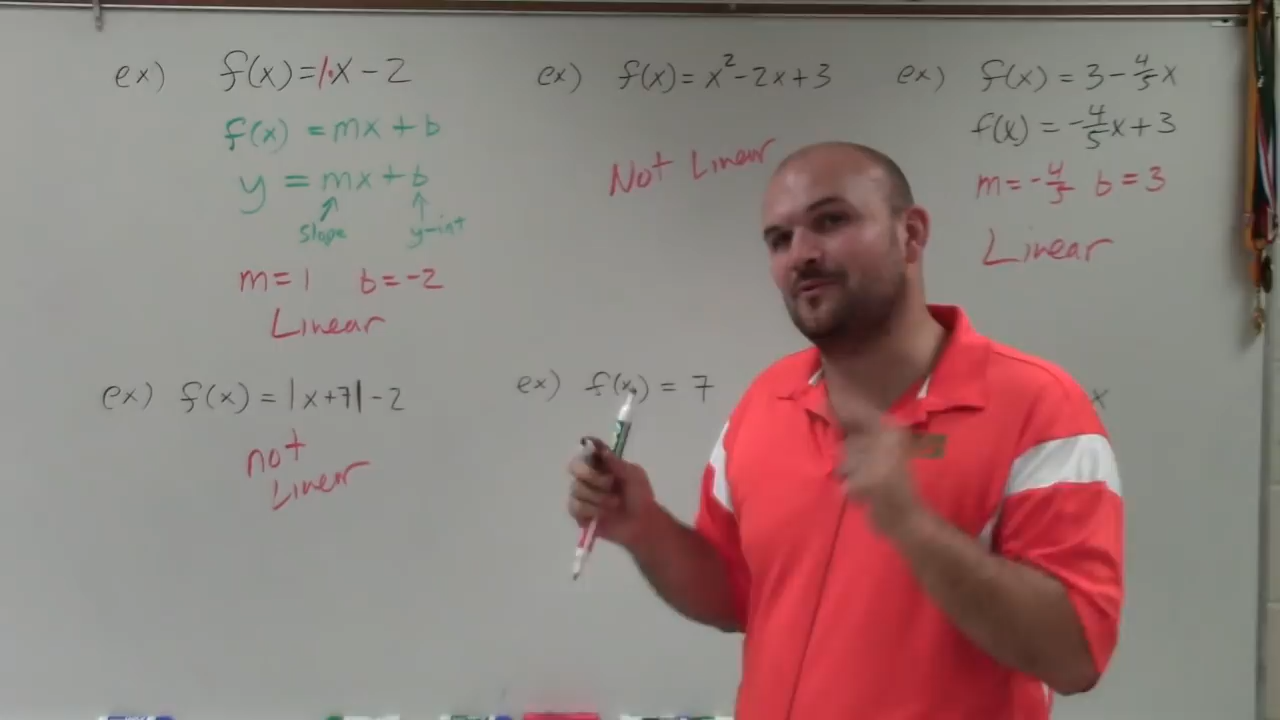 ex) f(x)=1·x-2
f(x) = mx+b
y = mx+b
slope y-int
m=1 b=-2
Linear
ex) f(x)=x²-2x+3
Not Linear
ex) f(x)=3-4/5x
f(x)=-4/5x+3
m=-4/5 b=3
Linear
ex) f(x)=|x+7|-2
not
Linear
ex) f(x)=7
x